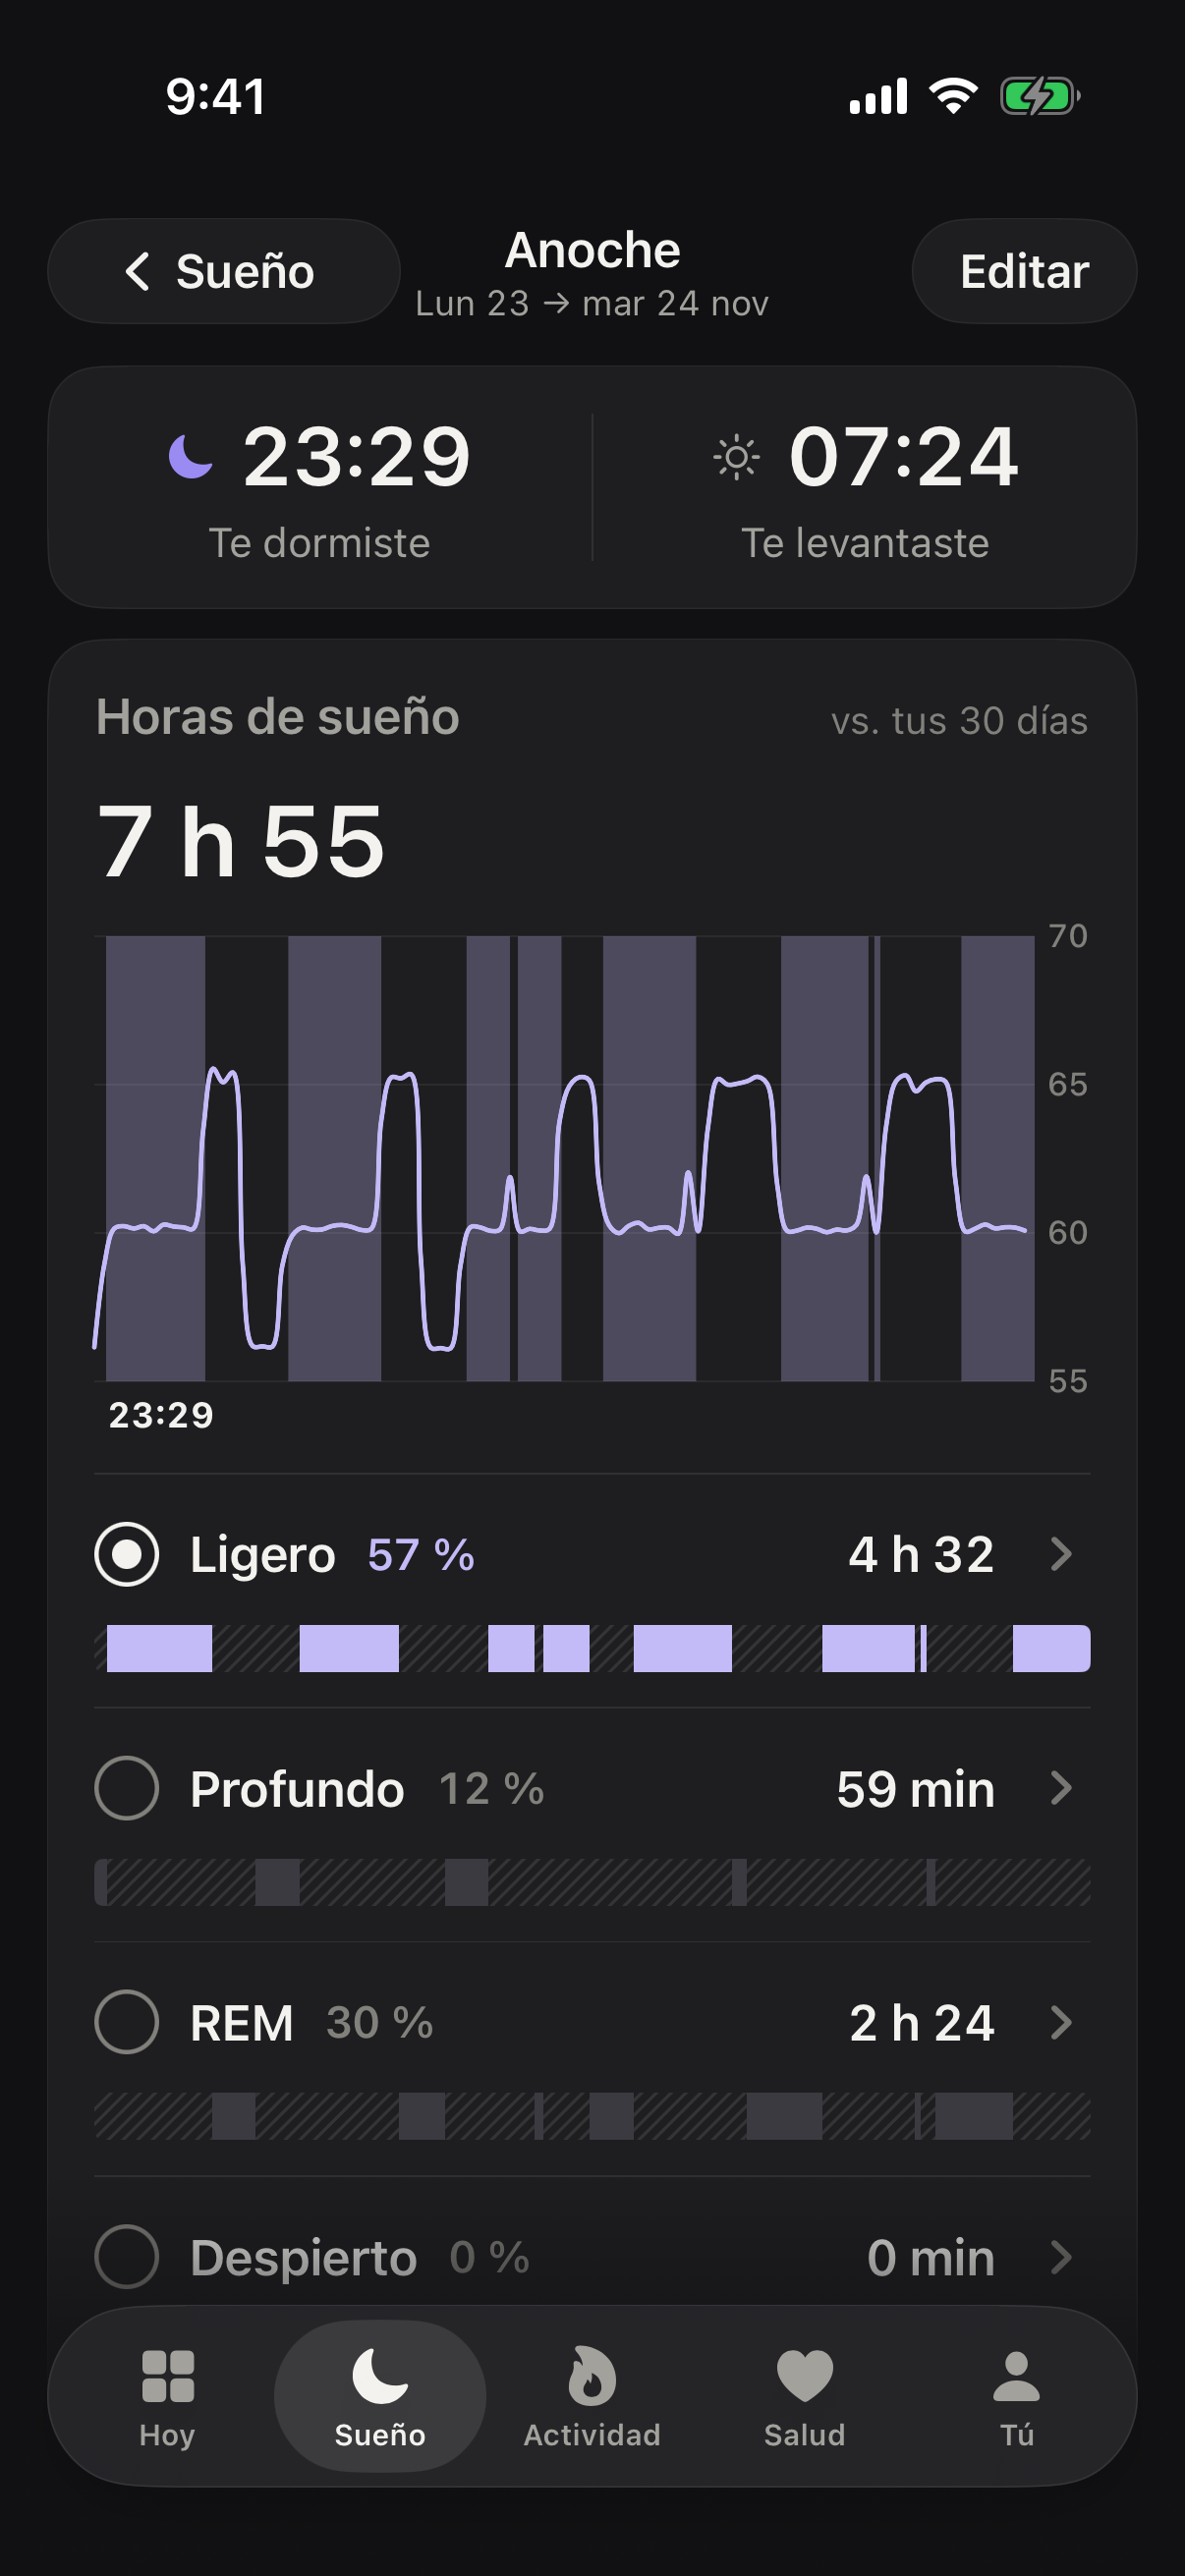 9:41
Sueño
Anoche
Lun 23 → mar 24 nov
Editar
23:29
Te dormiste
07:24
Te levantaste
Horas de sueño
vs. tus 30 días
7 h 55
70
65
60
55
23:29
Ligero 57 % 4 h 32
Profundo 12 % 59 min
REM 30 % 2 h 24
Despierto 0 % 0 min
Hoy
Sueño
Actividad
Salud
Tú